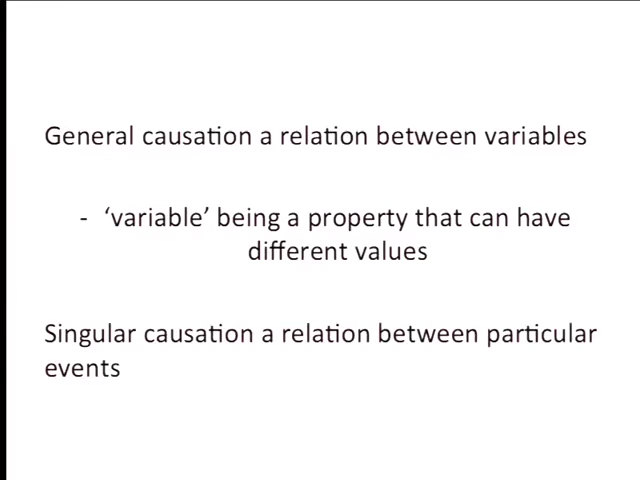 General causation a relation between variables
- ‘variable’ being a property that can have
different values
Singular causation a relation between particular
events